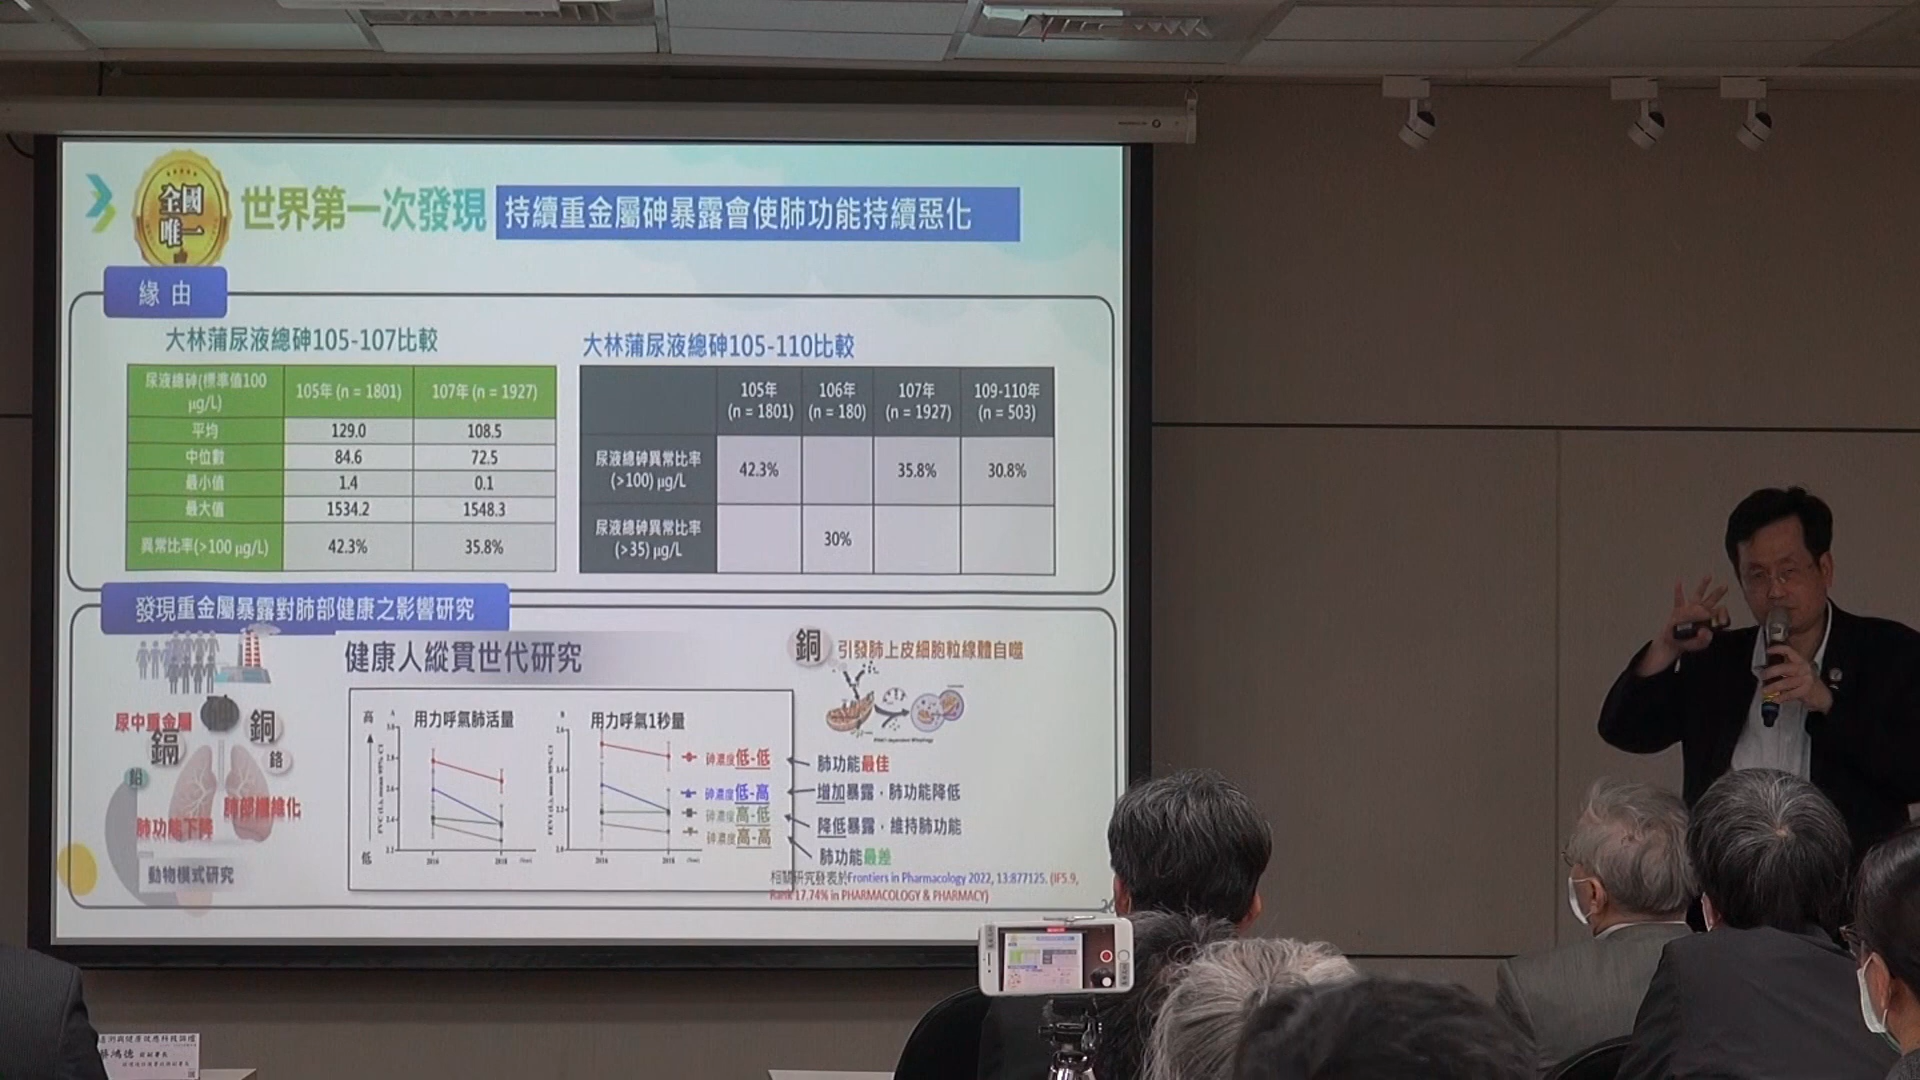 全國
唯一
世界第一次發現
持續重金屬砷暴露會使肺功能持續惡化
緣由
大林蒲尿液總砷105-107比較
尿液總砷(標準值100 μg/L) 105年 (n = 1801) 107年 (n = 1927)
平均 129.0 108.5
中位數 84.6 72.5
最小值 1.4 0.1
最大值 1534.2 1548.3
異常比率(>100 μg/L) 42.3% 35.8%
大林蒲尿液總砷105-110比較
105年 106年 107年 109-110年
(n = 1801) (n = 180) (n = 1927) (n = 503)
尿液總砷異常比率
(>100) μg/L 42.3% 35.8% 30.8%
尿液總砷異常比率
(>35) μg/L 30%
發現重金屬暴露對肺部健康之影響研究
尿中重金屬
鎘
銅
鉻
鉛
肺部纖維化
肺功能下降
動物模式研究
健康人縱貫世代研究
高
低
A
用力呼氣肺活量
2016 2018
B
用力呼氣1秒量
2016 2018
砷濃度低-低
砷濃度低-高
砷濃度高-低
砷濃度高-高
銅 引發肺上皮細胞粒線體自噬
肺功能最佳
增加暴露，肺功能降低
降低暴露，維持肺功能
肺功能最差
相關研究發表於Frontiers in Pharmacology 2022, 13:877125. (IF5.9,
Rank 17.74% in PHARMACOLOGY & PHARMACY)